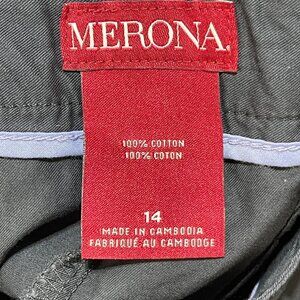 MERONA.
100% COTTON
100% COTON
14
MADE IN CAMBODIA
FABRIQUÉ AU CAMBODGE